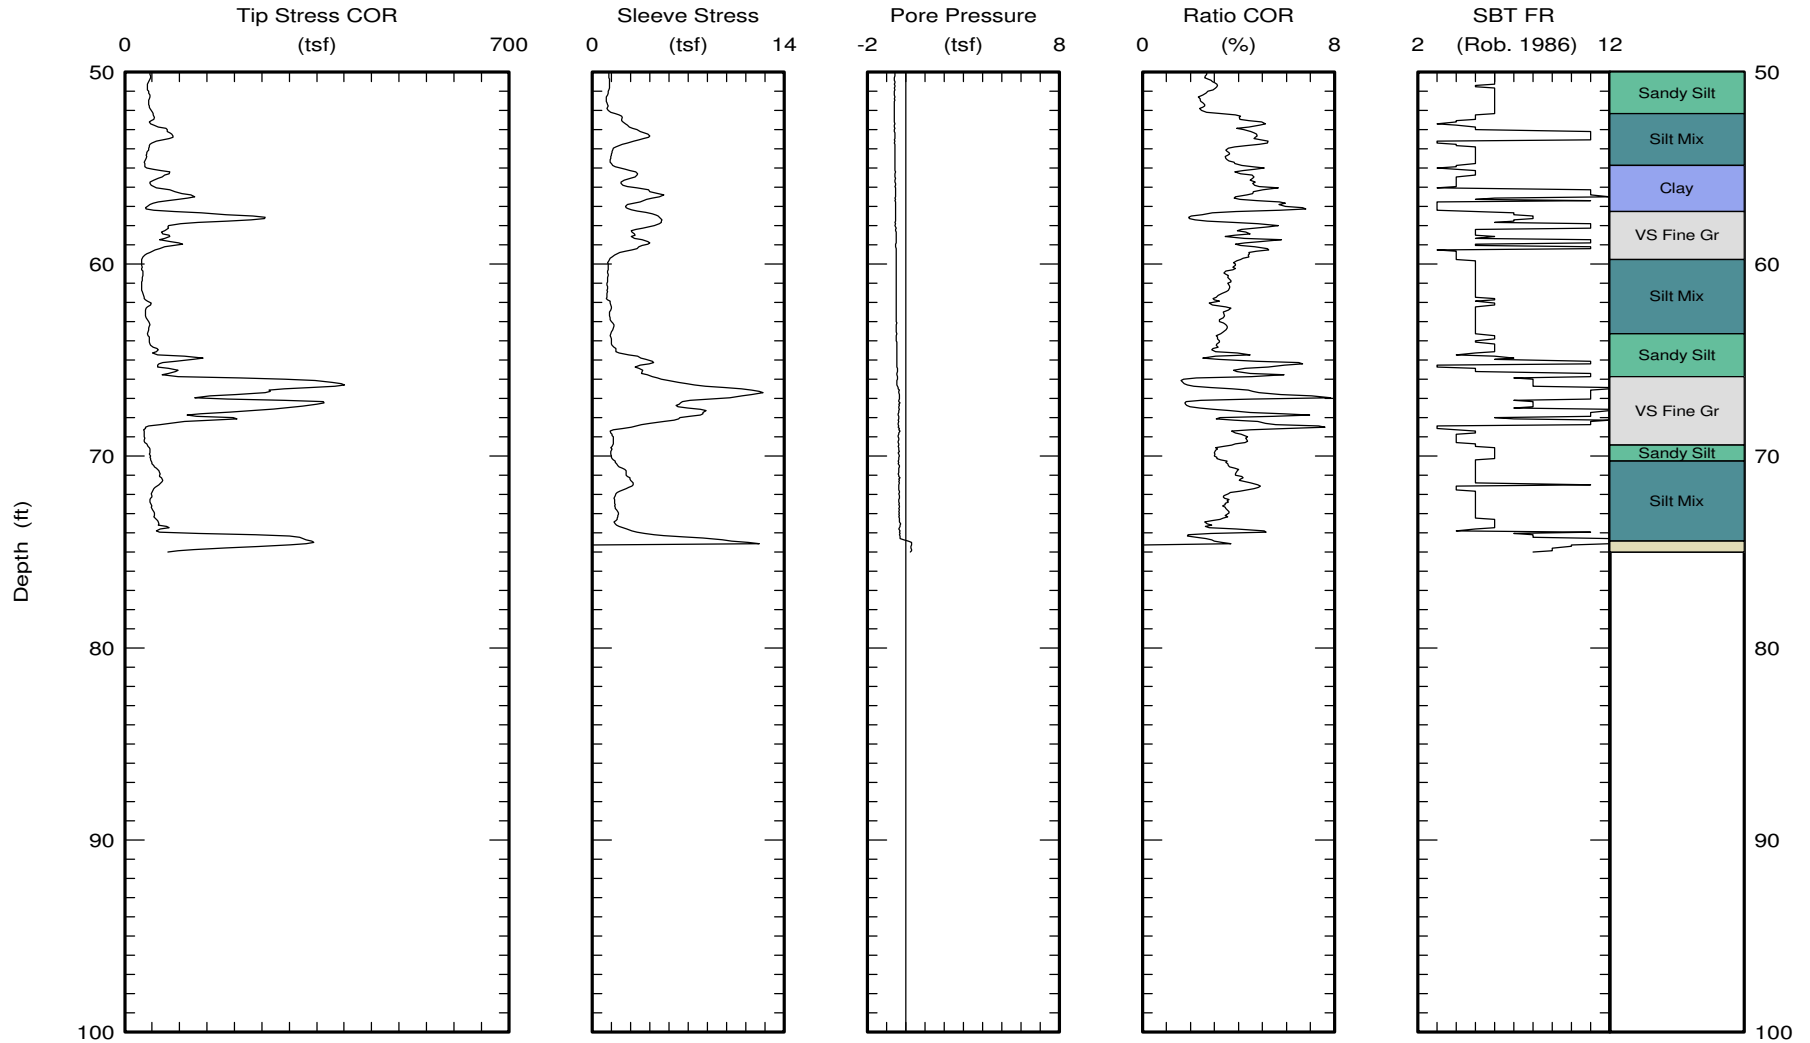 Tip Stress COR Sleeve Stress Pore Pressure Ratio COR SBT FR
0 (tsf) 700 0 (tsf) 14 -2 (tsf) 8 0 (%) 8 2 (Rob. 1986) 12
50 50
Sandy Silt
Silt Mix
Clay
VS Fine Gr
60 60
Silt Mix
Sandy Silt
VS Fine Gr
70 Sandy Silt 70
Silt Mix
Depth (ft)
80 80
90 90
100 100